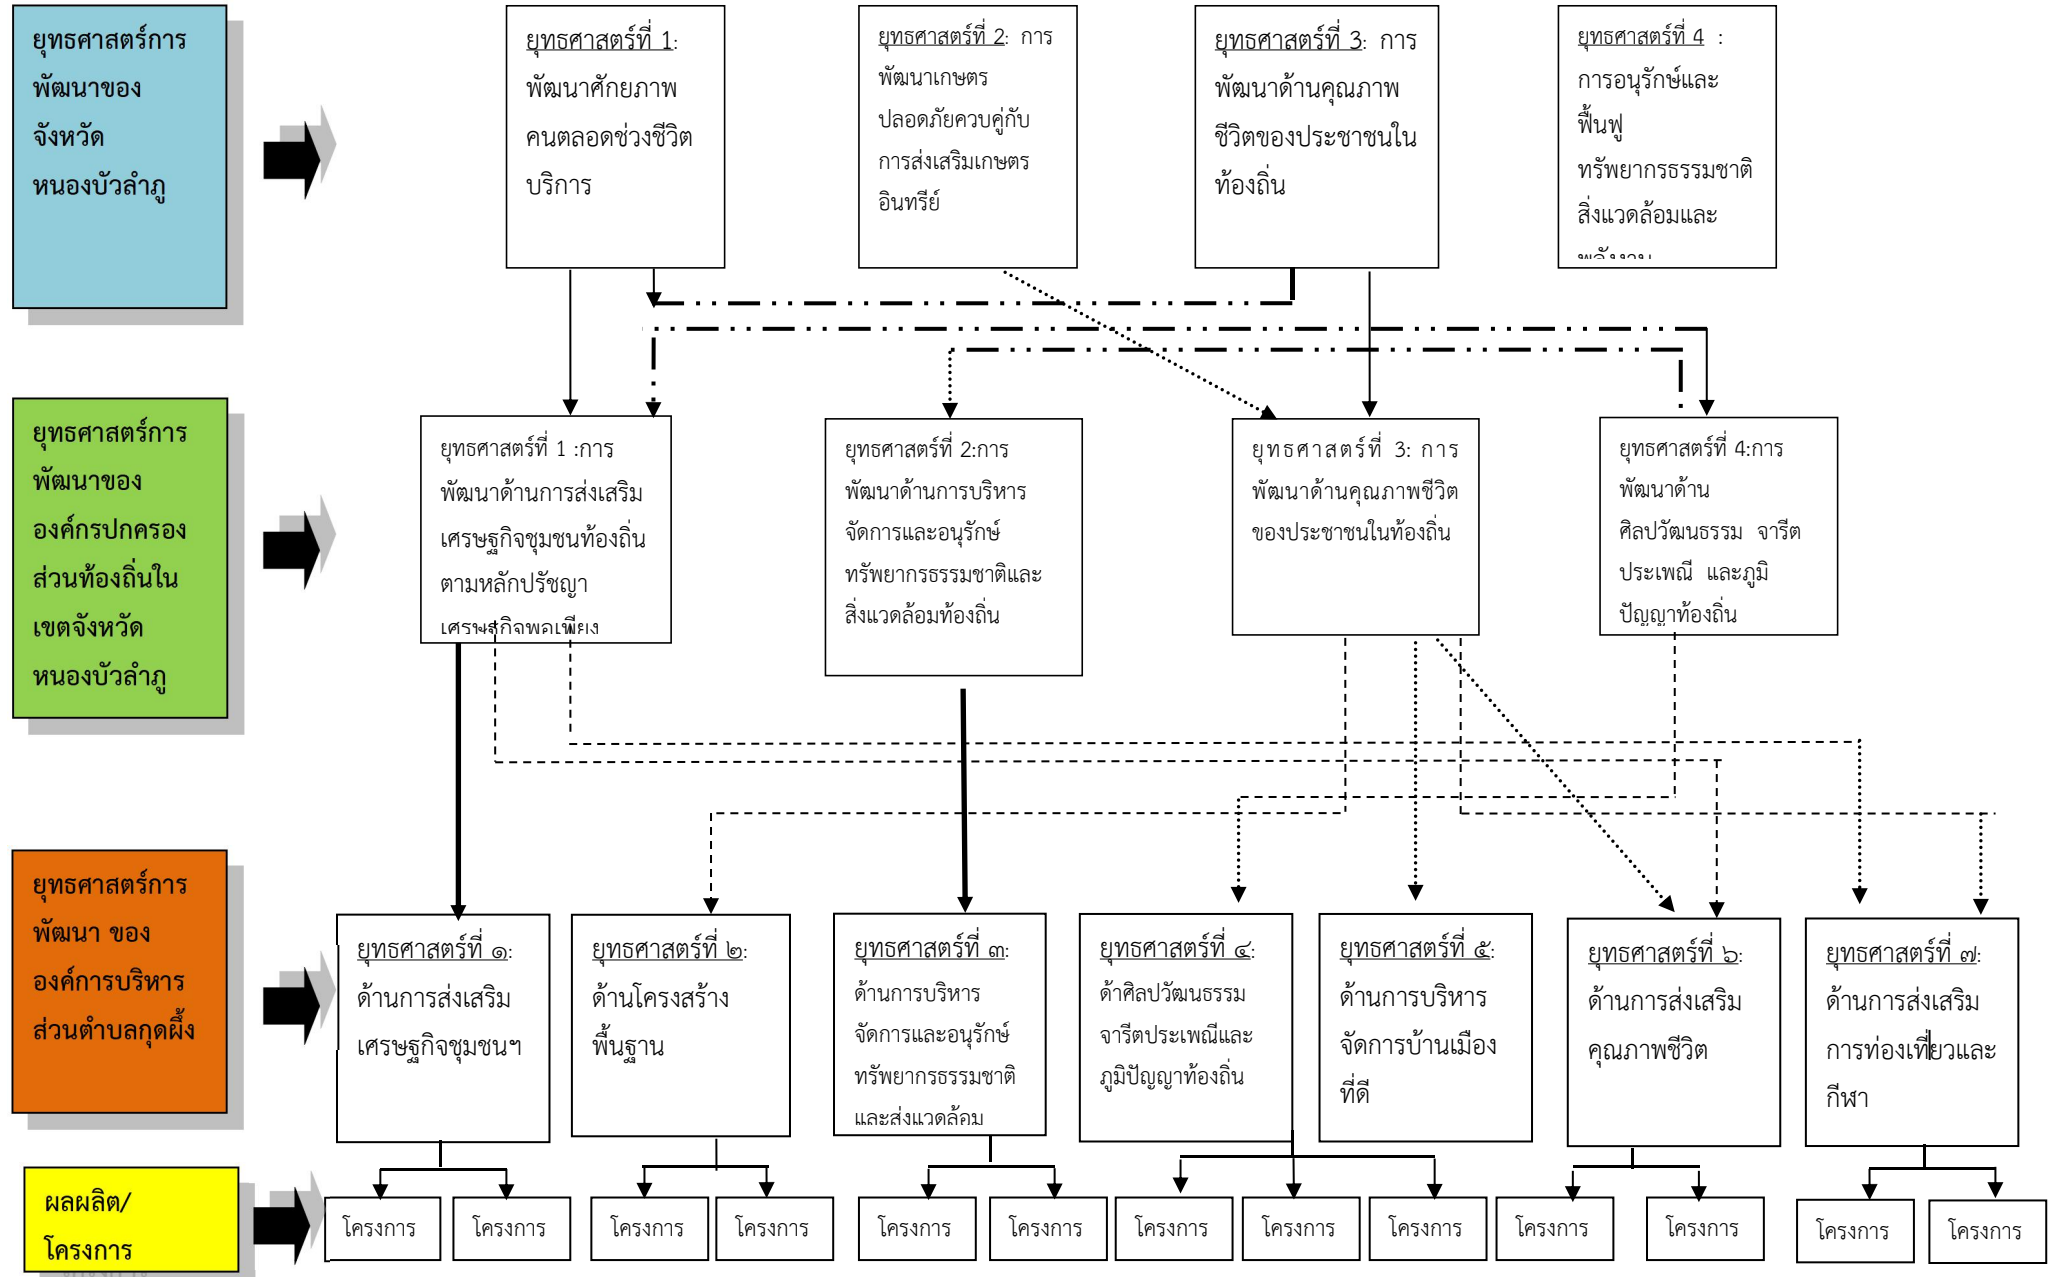 ยุทธศาสตร์การ
พัฒนาของ
จังหวัด
หนองบัวลำภู
ยุทธศาสตร์ที่ 1:
พัฒนาศักยภาพ
คนตลอดช่วงชีวิต
บริการ
ยุทธศาสตร์ที่ 2: การ
พัฒนาเกษตร
ปลอดภัยควบคู่กับ
การส่งเสริมเกษตร
อินทรีย์
ยุทธศาสตร์ที่ 3: การ
พัฒนาด้านคุณภาพ
ชีวิตของประชาชนใน
ท้องถิ่น
ยุทธศาสตร์ที่ 4 :
การอนุรักษ์และ
ฟื้นฟู
ทรัพยากรธรรมชาติ
สิ่งแวดล้อมและ
พลังงาน
ยุทธศาสตร์การ
พัฒนาของ
องค์กรปกครอง
ส่วนท้องถิ่นใน
เขตจังหวัด
หนองบัวลำภู
ยุทธศาสตร์ที่ 1 :การ
พัฒนาด้านการส่งเสริม
เศรษฐกิจชุมชนท้องถิ่น
ตามหลักปรัชญา
เศรษฐกิจพอเพียง
ยุทธศาสตร์ที่ 2:การ
พัฒนาด้านการบริหาร
จัดการและอนุรักษ์
ทรัพยากรธรรมชาติและ
สิ่งแวดล้อมท้องถิ่น
ยุทธศาสตร์ที่ 3: การ
พัฒนาด้านคุณภาพชีวิต
ของประชาชนในท้องถิ่น
ยุทธศาสตร์ที่ 4:การ
พัฒนาด้าน
ศิลปวัฒนธรรม จารีต
ประเพณี และภูมิ
ปัญญาท้องถิ่น
ยุทธศาสตร์การ
พัฒนา ของ
องค์การบริหาร
ส่วนตำบลกุดผึ้ง
ยุทธศาสตร์ที่ ๑:
ด้านการส่งเสริม
เศรษฐกิจชุมชนฯ
ยุทธศาสตร์ที่ ๒:
ด้านโครงสร้าง
พื้นฐาน
ยุทธศาสตร์ที่ ๓:
ด้านการบริหาร
จัดการและอนุรักษ์
ทรัพยากรธรรมชาติ
และส่งแวดล้อม
ยุทธศาสตร์ที่ ๔:
ด้าศิลปวัฒนธรรม
จารีตประเพณีและ
ภูมิปัญญาท้องถิ่น
ยุทธศาสตร์ที่ ๕:
ด้านการบริหาร
จัดการบ้านเมือง
ที่ดี
ยุทธศาสตร์ที่ ๖:
ด้านการส่งเสริม
คุณภาพชีวิต
ยุทธศาสตร์ที่ ๗:
ด้านการส่งเสริม
การท่องเที่ยวและ
กีฬา
ผลผลิต/
โครงการ
โครงการ
โครงการ
โครงการ
โครงการ
โครงการ
โครงการ
โครงการ
โครงการ
โครงการ
โครงการ
โครงการ
โครงการ
โครงการ